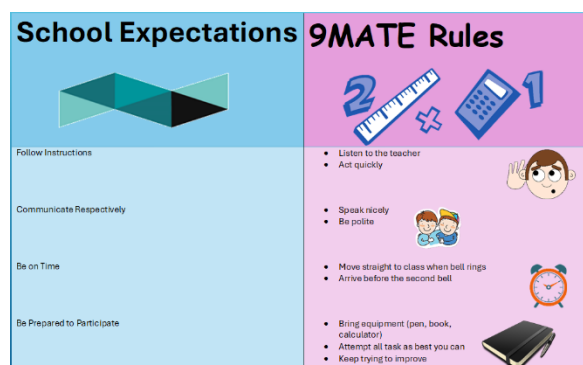 School Expectations
9MATE Rules
2
1
Follow Instructions
• Listen to the teacher
• Act quickly
Communicate Respectively
• Speak nicely
• Be polite
Be on Time
• Move straight to class when bell rings
• Arrive before the second bell
Be Prepared to Participate
• Bring equipment (pen, book,
calculator)
• Attempt all task as best you can
• Keep trying to improve